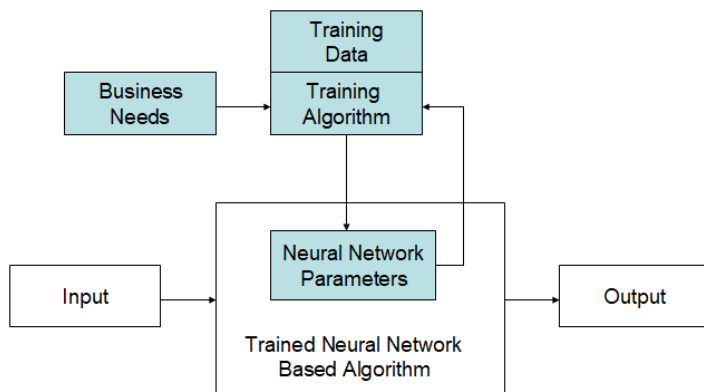 Training
Data
Business
Needs
Training
Algorithm
Neural Network
Parameters
Input
Output
Trained Neural Network
Based Algorithm